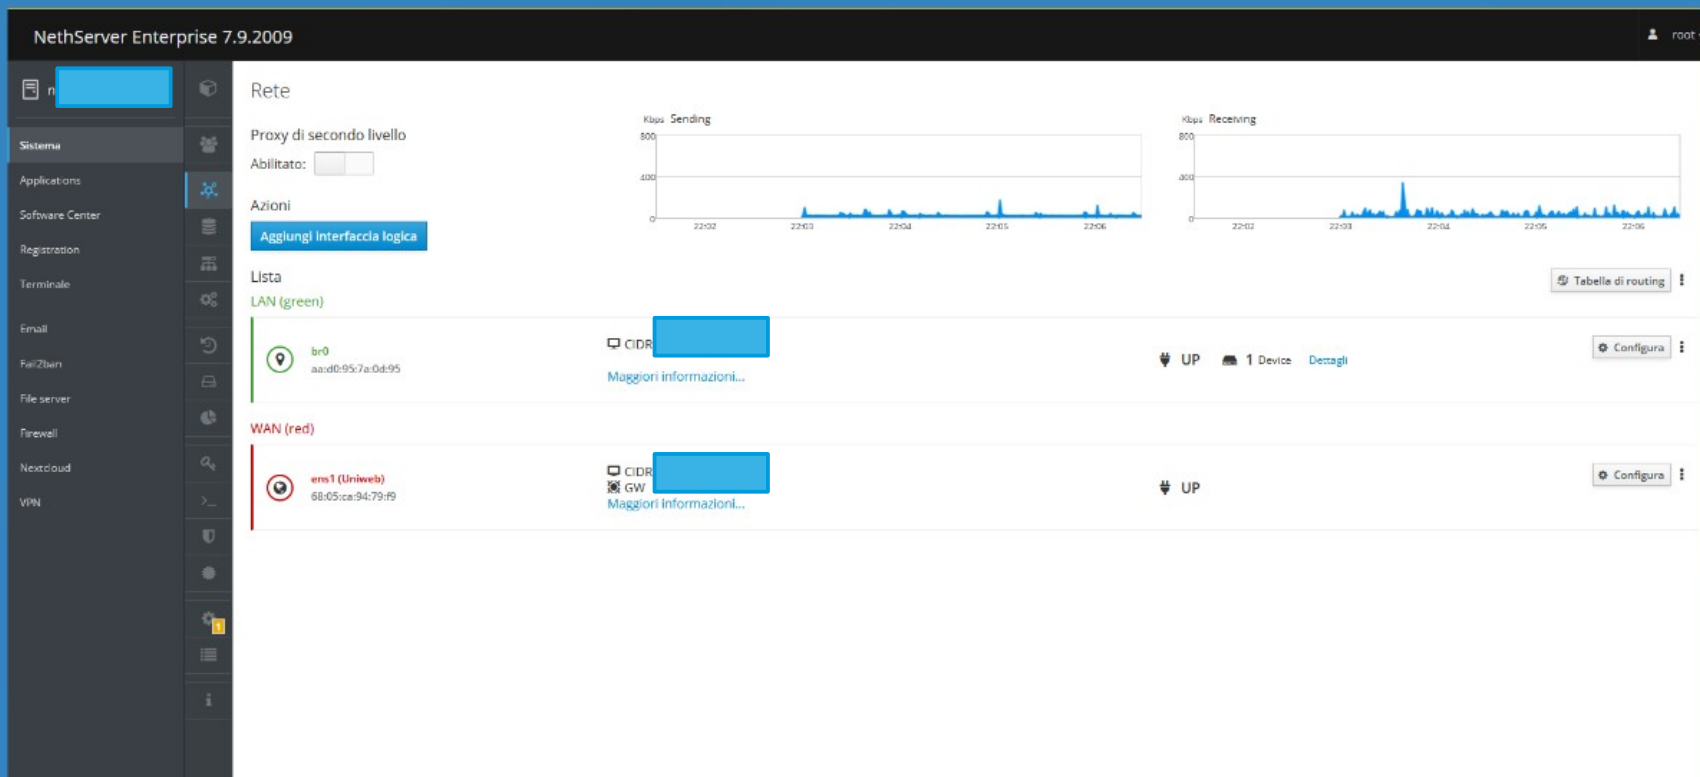 NethServer Enterprise 7.9.2009
root
n
Sistema
Applications
Software Center
Registration
Terminale
Email
Fail2ban
File server
Firewall
Nextcloud
VPN
1
Rete
Proxy di secondo livello
Abilitato:
Azioni
Aggiungi interfaccia logica
Kbps Sending
800
400
0
22:02 22:03 22:04 22:05 22:06
Kbps Receiving
800
400
0
22:02 22:03 22:04 22:05 22:06
Lista
Tabella di routing
LAN (green)
br0
aa:d0:95:7a:0d:95
CIDR
Maggiori informazioni...
UP 1 Device Dettagli
Configura
WAN (red)
ens1 (Uniweb)
68:05:ca:94:79:f9
CIDR
GW
Maggiori informazioni...
UP
Configura